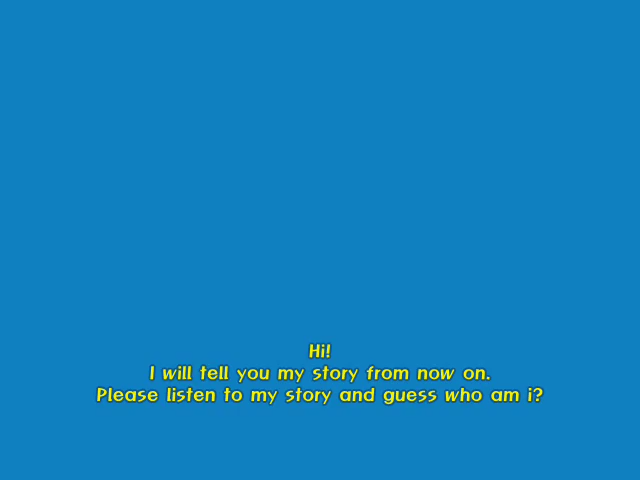 Hi!
I will tell you my story from now on.
Please listen to my story and guess who am i?